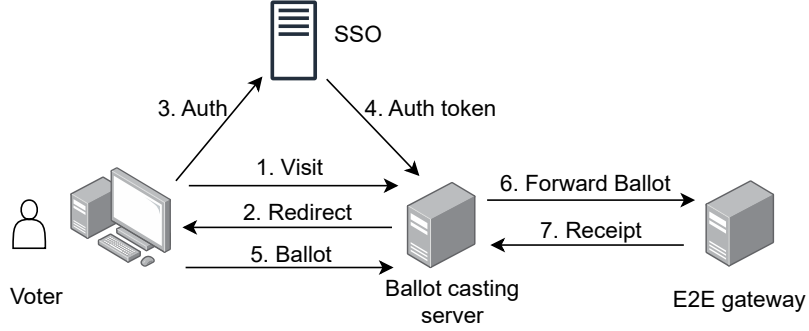 SSO
3. Auth
4. Auth token
1. Visit
2. Redirect
5. Ballot
6. Forward Ballot
7. Receipt
Voter
Ballot casting
server
E2E gateway